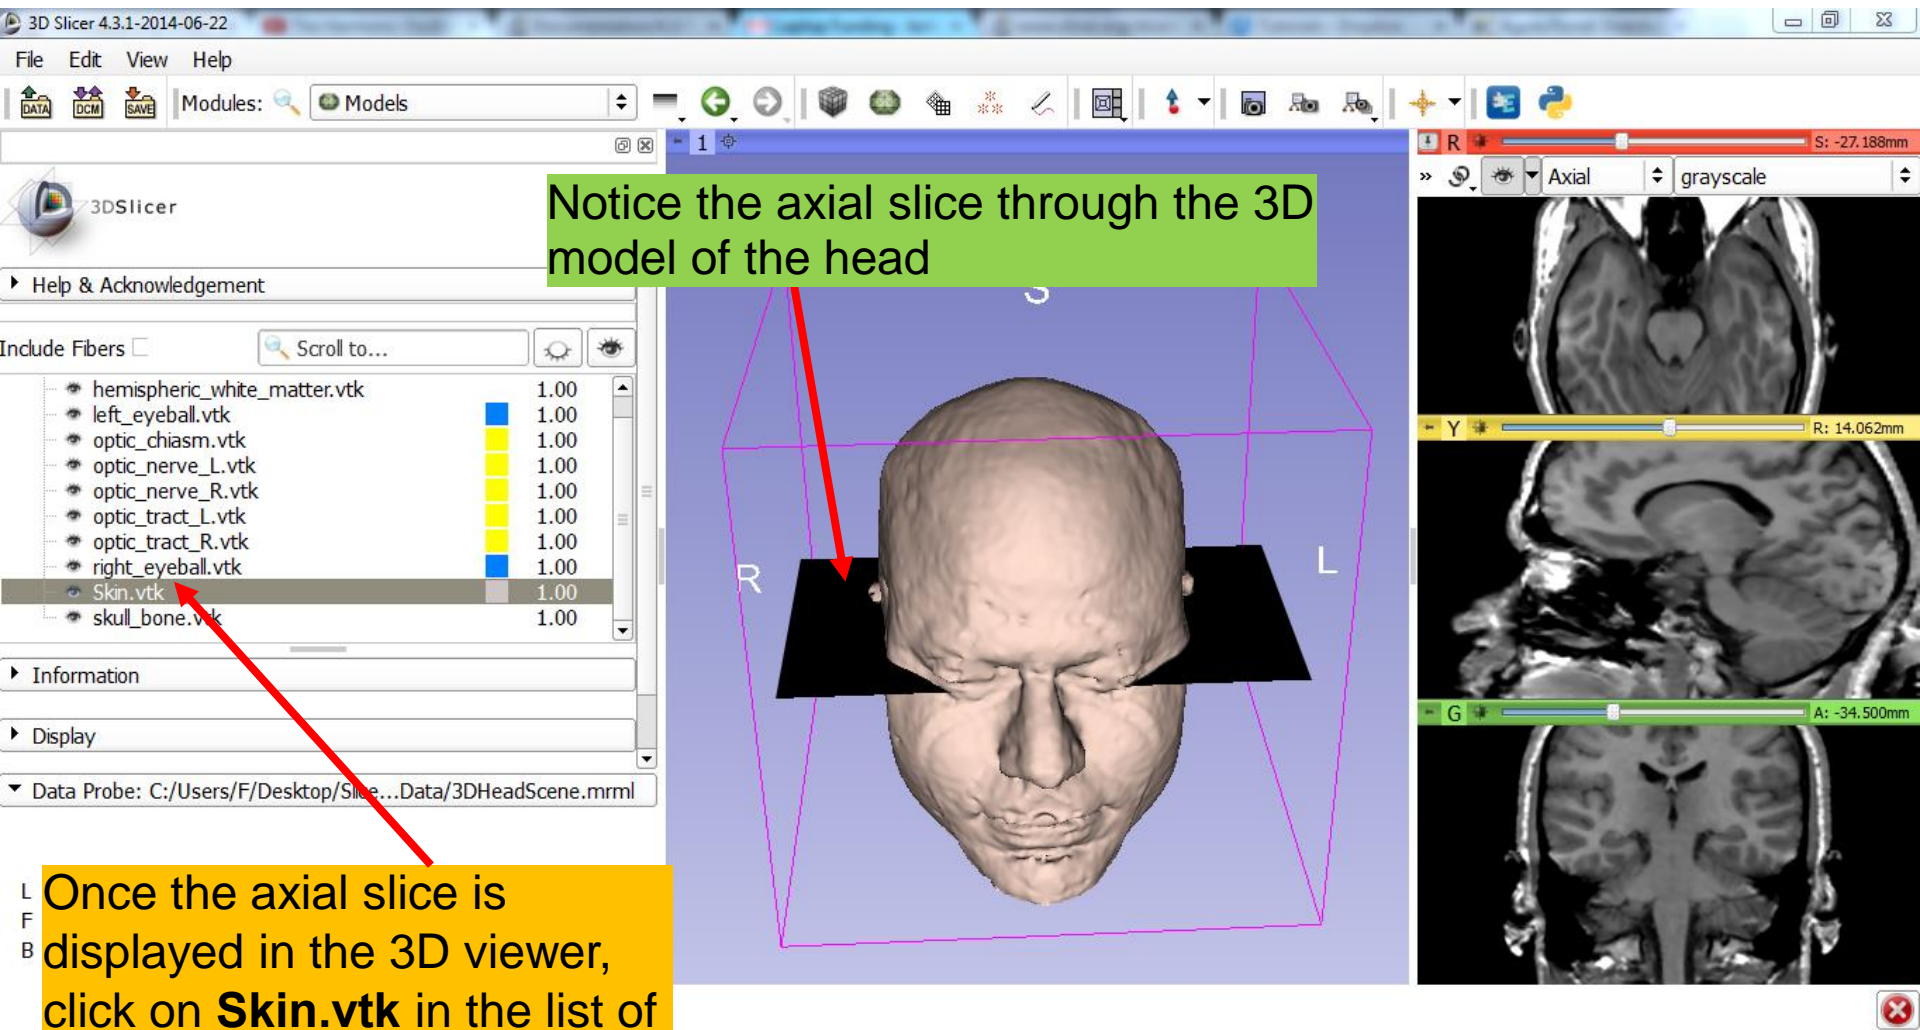 3D Slicer 4.3.1-2014-06-22
File Edit View Help
DATA DCM SAVE Modules: Models
1
R S: -27.188mm
3DSlicer
Axial grayscale
Notice the axial slice through the 3D
model of the head
Help & Acknowledgement
S
Include Fibers Scroll to...
hemispheric_white_matter.vtk 1.00
left_eyeball.vtk 1.00
optic_chiasm.vtk 1.00
optic_nerve_L.vtk 1.00
optic_nerve_R.vtk 1.00
optic_tract_L.vtk 1.00
optic_tract_R.vtk 1.00
right_eyeball.vtk 1.00
Skin.vtk 1.00
skull_bone.vtk 1.00
R L
Y R: 14.062mm
Information
G A: -34.500mm
Display
Data Probe: C:/Users/F/Desktop/Slice...Data/3DHeadScene.mrml
L
F
B
Once the axial slice is
displayed in the 3D viewer,
click on Skin.vtk in the list of